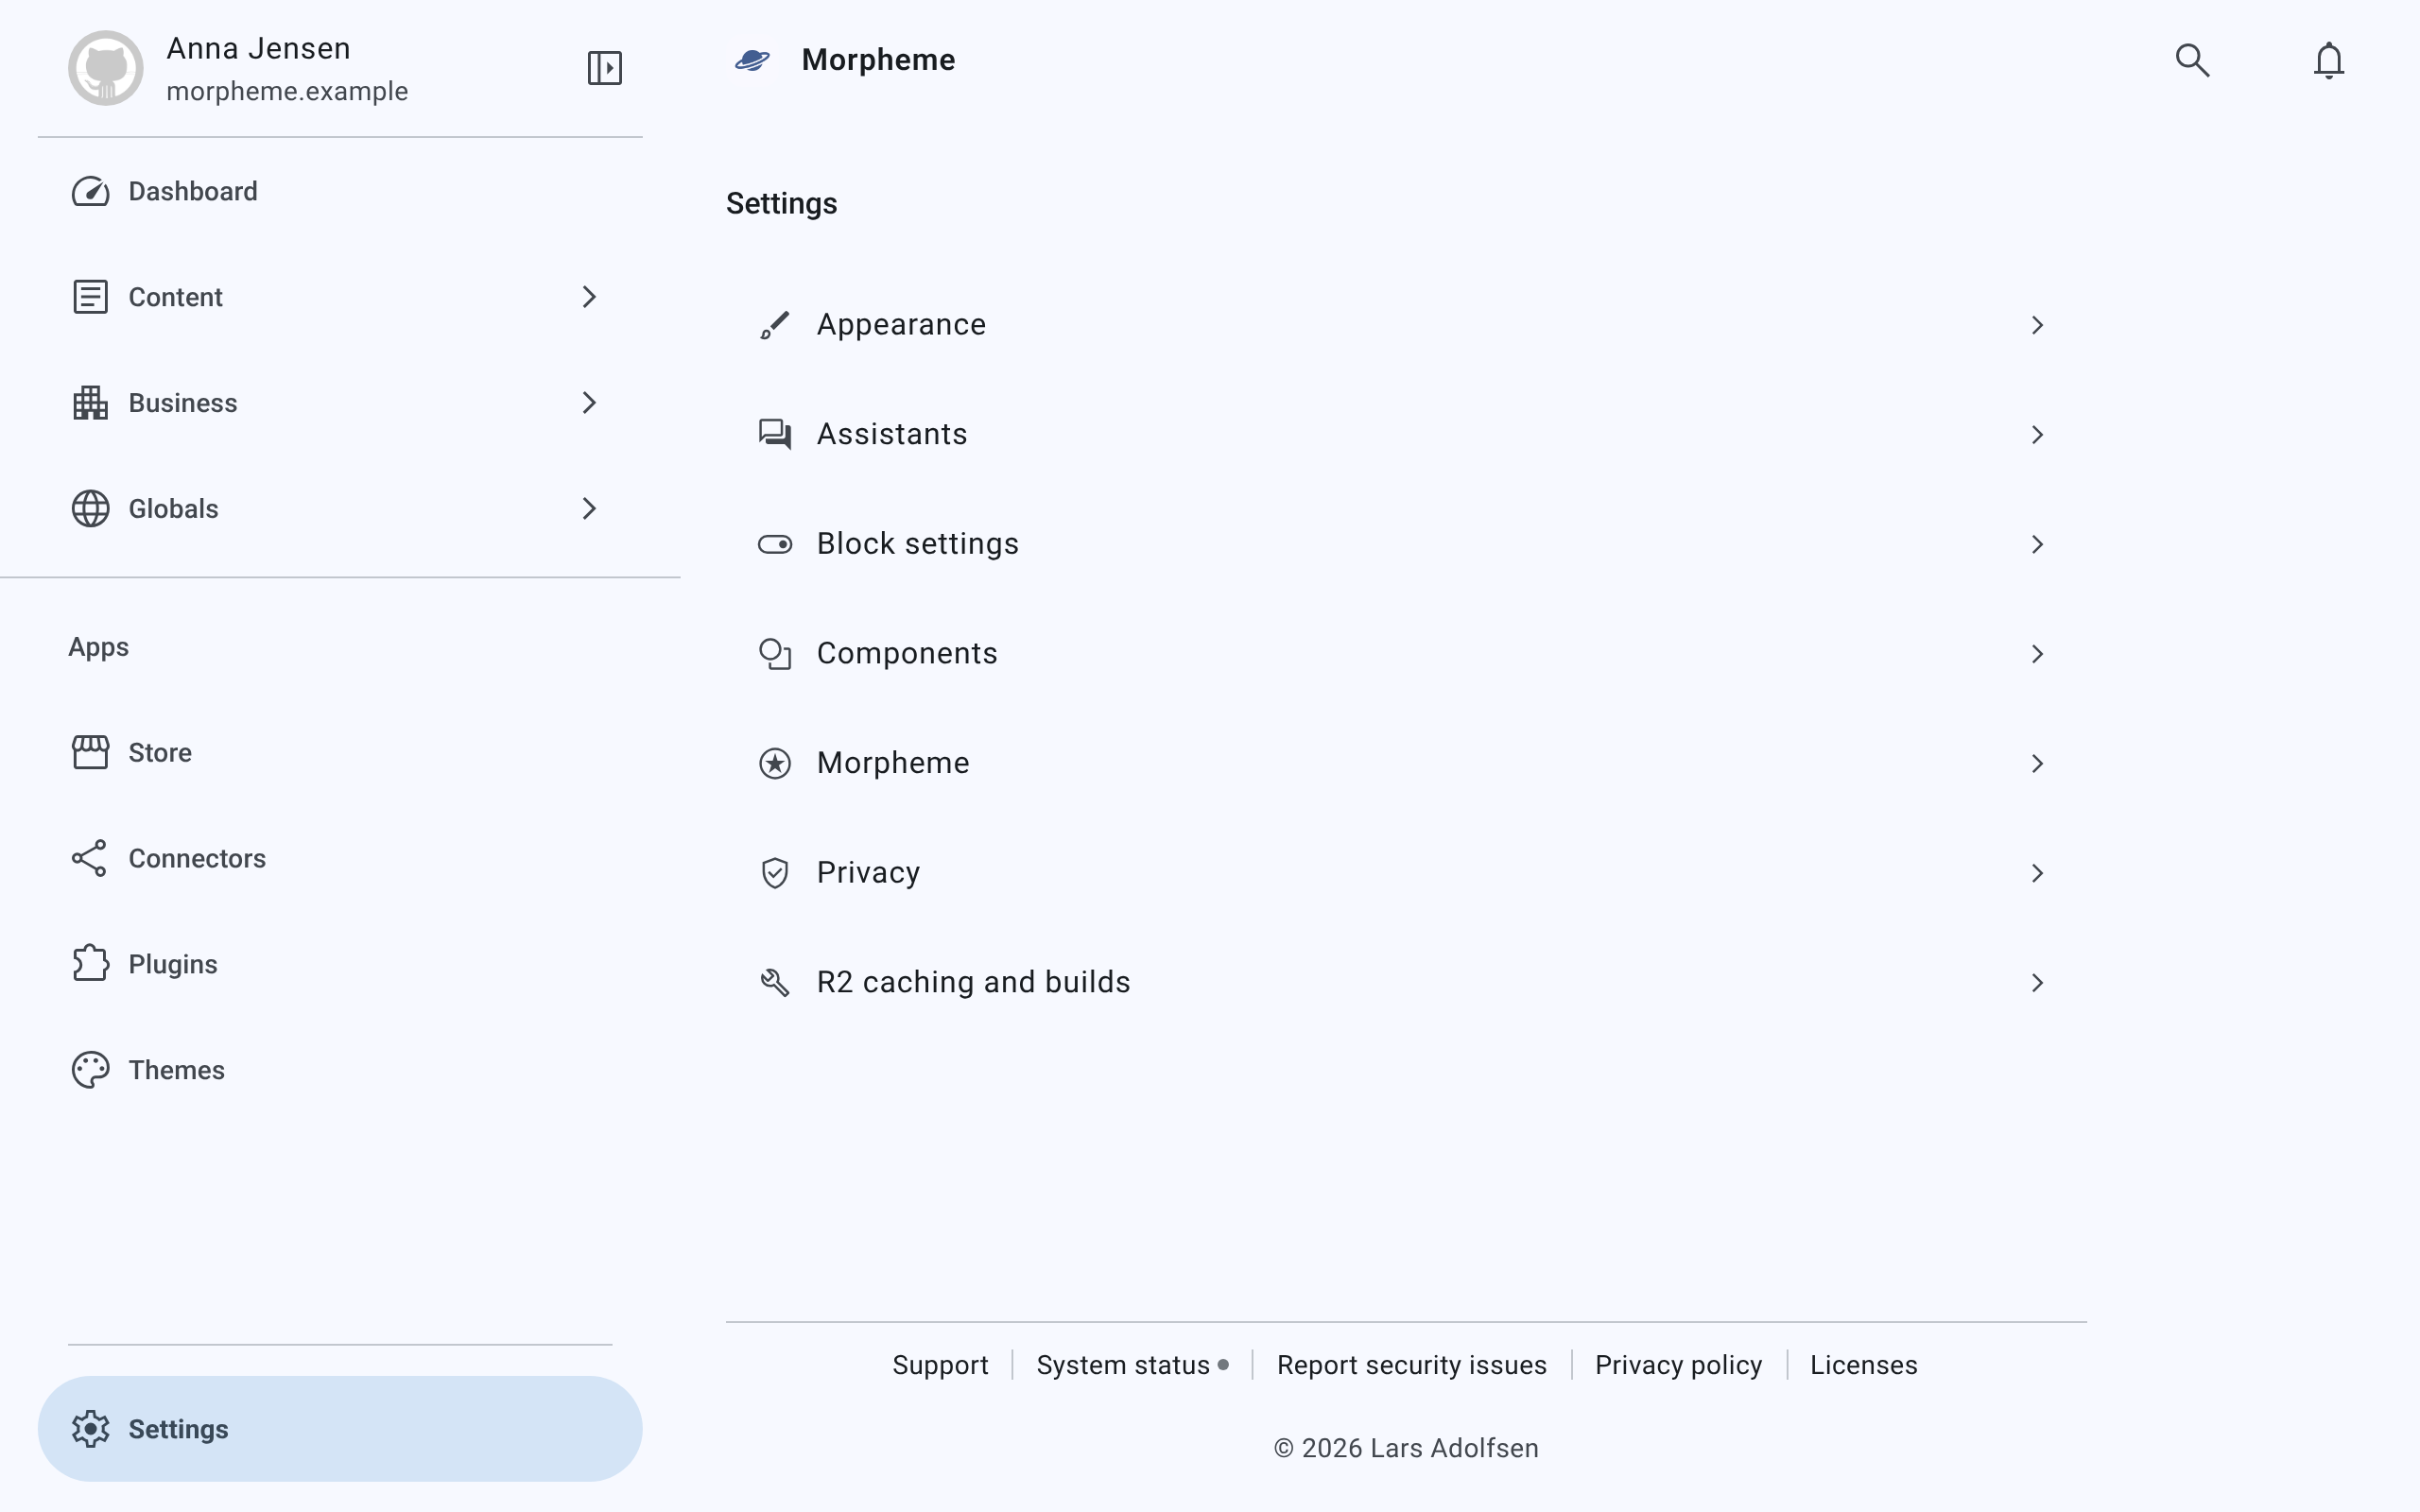 Anna Jensen
morpheme.example
Dashboard
Content
Business
Globals
Apps
Store
Connectors
Plugins
Themes
Settings
Morpheme
Settings
Appearance
Assistants
Block settings
Components
Morpheme
Privacy
R2 caching and builds
Support
System status
Report security issues
Privacy policy
Licenses
© 2026 Lars Adolfsen